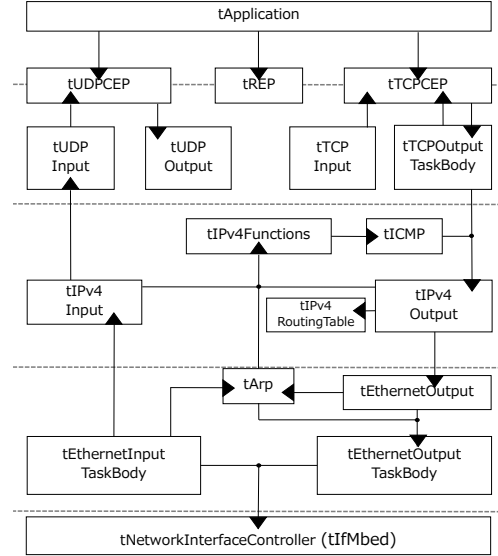 tApplication
tUDPCEP
tREP
tTCPCEP
tUDP
Input
tUDP
Output
tTCP
Input
tTCPOutput
TaskBody
tIPv4Functions
tICMP
tIPv4
Input
tIPv4
RoutingTable
tIPv4
Output
tArp
tEthernetOutput
tEthernetInput
TaskBody
tEthernetOutput
TaskBody
tNetworkInterfaceController (tIfMbed)